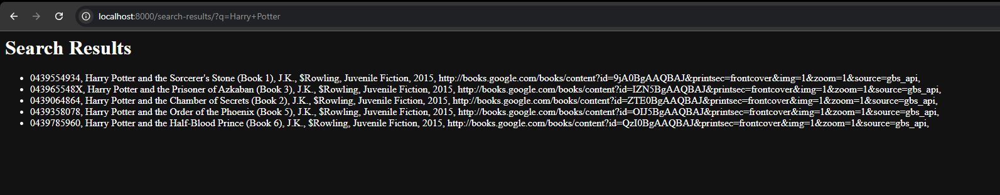 localhost:8000/search-results/?q=Harry+Potter
Search Results
• 0439554934, Harry Potter and the Sorcerer's Stone (Book 1), J.K., $Rowling, Juvenile Fiction, 2015, http://books.google.com/books/content?id=9jA0BgAAQBAJ&printsec=frontcover&img=1&zoom=1&source=gbs_api,
• 043965548X, Harry Potter and the Prisoner of Azkaban (Book 3), J.K., $Rowling, Juvenile Fiction, 2015, http://books.google.com/books/content?id=IZN5BgAAQBAJ&printsec=frontcover&img=1&zoom=1&source=gbs_api,
• 0439064864, Harry Potter and the Chamber of Secrets (Book 2), J.K., $Rowling, Juvenile Fiction, 2015, http://books.google.com/books/content?id=ZTE0BgAAQBAJ&printsec=frontcover&img=1&zoom=1&source=gbs_api,
• 0439358078, Harry Potter and the Order of the Phoenix (Book 5), J.K., $Rowling, Juvenile Fiction, 2015, http://books.google.com/books/content?id=OIJ5BgAAQBAJ&printsec=frontcover&img=1&zoom=1&source=gbs_api,
• 0439785960, Harry Potter and the Half-Blood Prince (Book 6), J.K., $Rowling, Juvenile Fiction, 2015, http://books.google.com/books/content?id=QzI0BgAAQBAJ&printsec=frontcover&img=1&zoom=1&source=gbs_api,